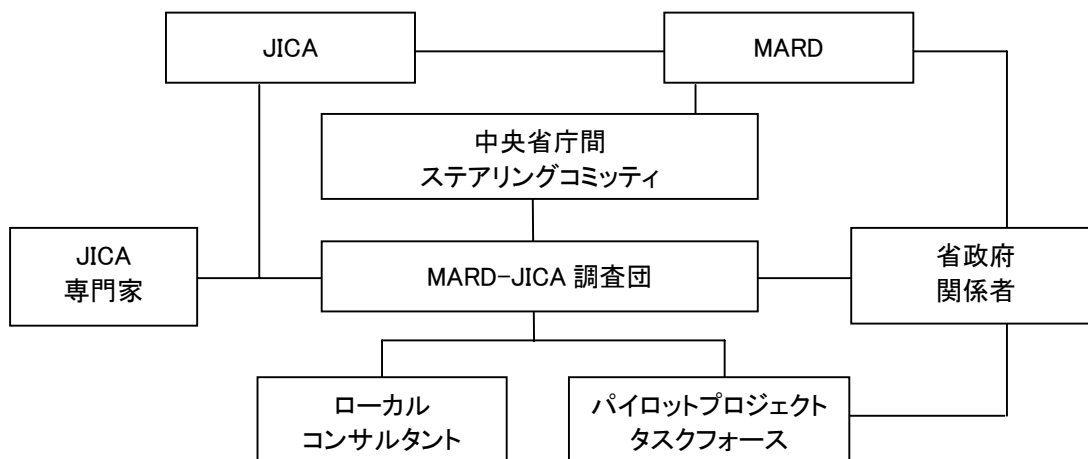 JICA
MARD
中央省庁間
ステアリングコミッティ
JICA
専門家
MARD-JICA 調査団
省政府
関係者
ローカル
コンサルタント
パイロットプロジェクト
タスクフォース